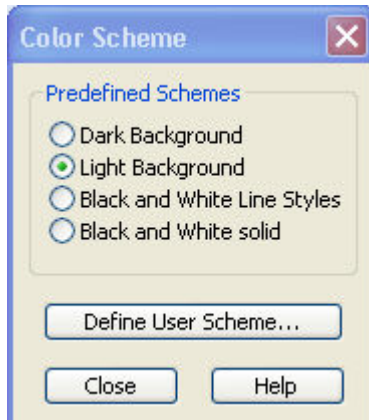 Color Scheme
Predefined Schemes
Dark Background
Light Background
Black and White Line Styles
Black and White solid
Define User Scheme...
Close Help